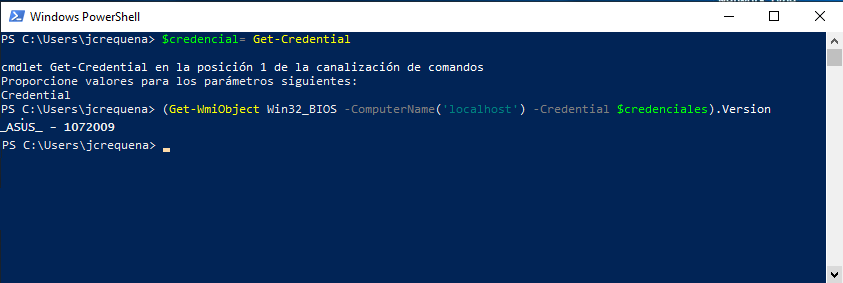 Windows PowerShell
PS C:\Users\jcrequena> $credencial= Get-Credential
cmdlet Get-Credential en la posición 1 de la canalización de comandos
Proporcione valores para los parámetros siguientes:
Credential
PS C:\Users\jcrequena> (Get-WmiObject Win32_BIOS -ComputerName('localhost') -Credential $credenciales).Version
_ASUS_ - 1072009
PS C:\Users\jcrequena>